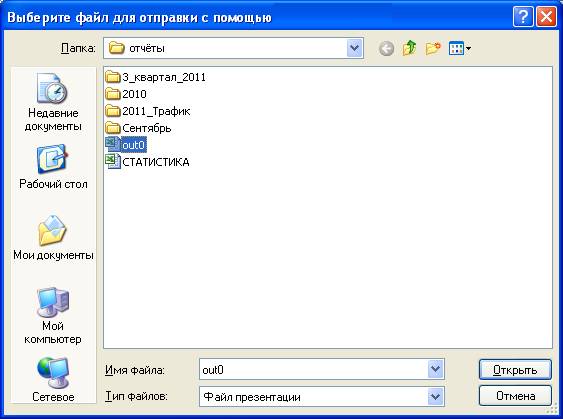 Выберите файл для отправки с помощью
Папка: отчёты
Недавние документы
Рабочий стол
Мои документы
Мой компьютер
Сетевое
3_квартал_2011
2010
2011_Трафик
Сентябрь
out0
СТАТИСТИКА
Имя файла: out0 Открыть
Тип файлов: Файл презентации Отмена